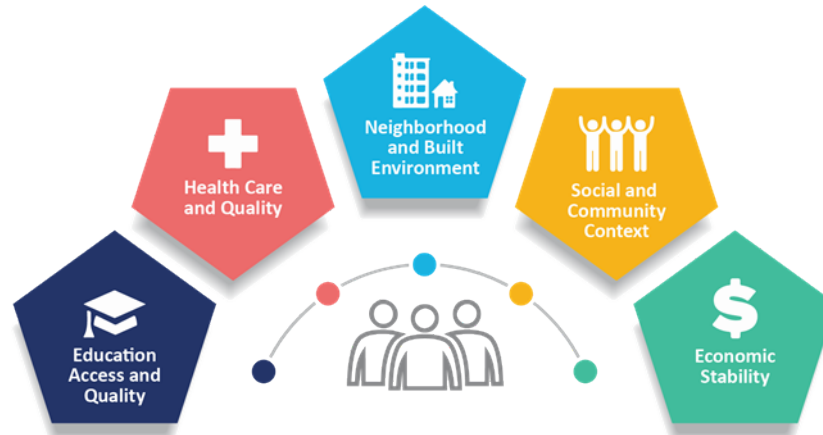 Education
Access and
Quality
Health Care
and Quality
Neighborhood
and Built
Environment
Social and
Community
Context
$
Economic
Stability